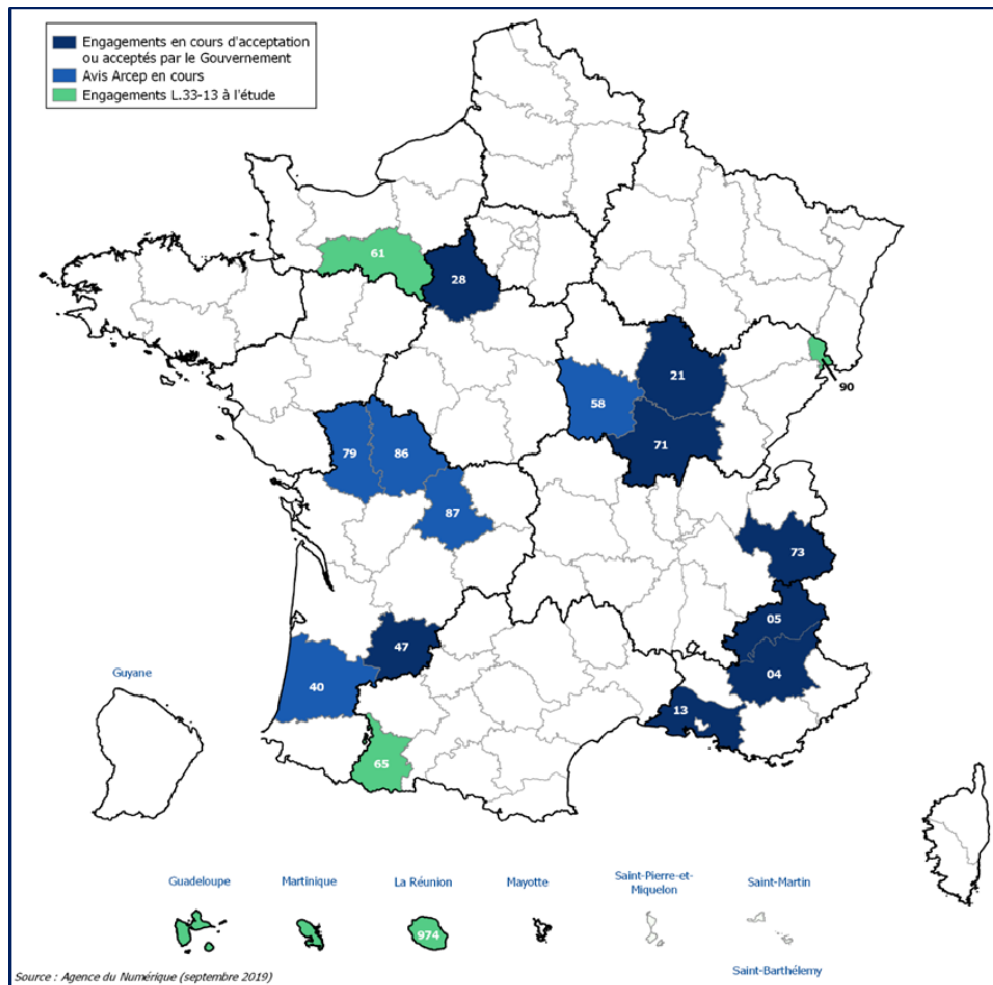 Engagements en cours d'acceptation
ou acceptés par le Gouvernement
Avis Arcep en cours
Engagements L.33-13 à l'étude
61
28
21
90
58
71
79
86
87
73
05
47
04
40
13
65
Guyane
Guadeloupe
Martinique
La Réunion
Mayotte
Saint-Pierre-et-
Miquelon
Saint-Martin
974
Saint-Barthélemy
Source : Agence du Numérique (septembre 2019)